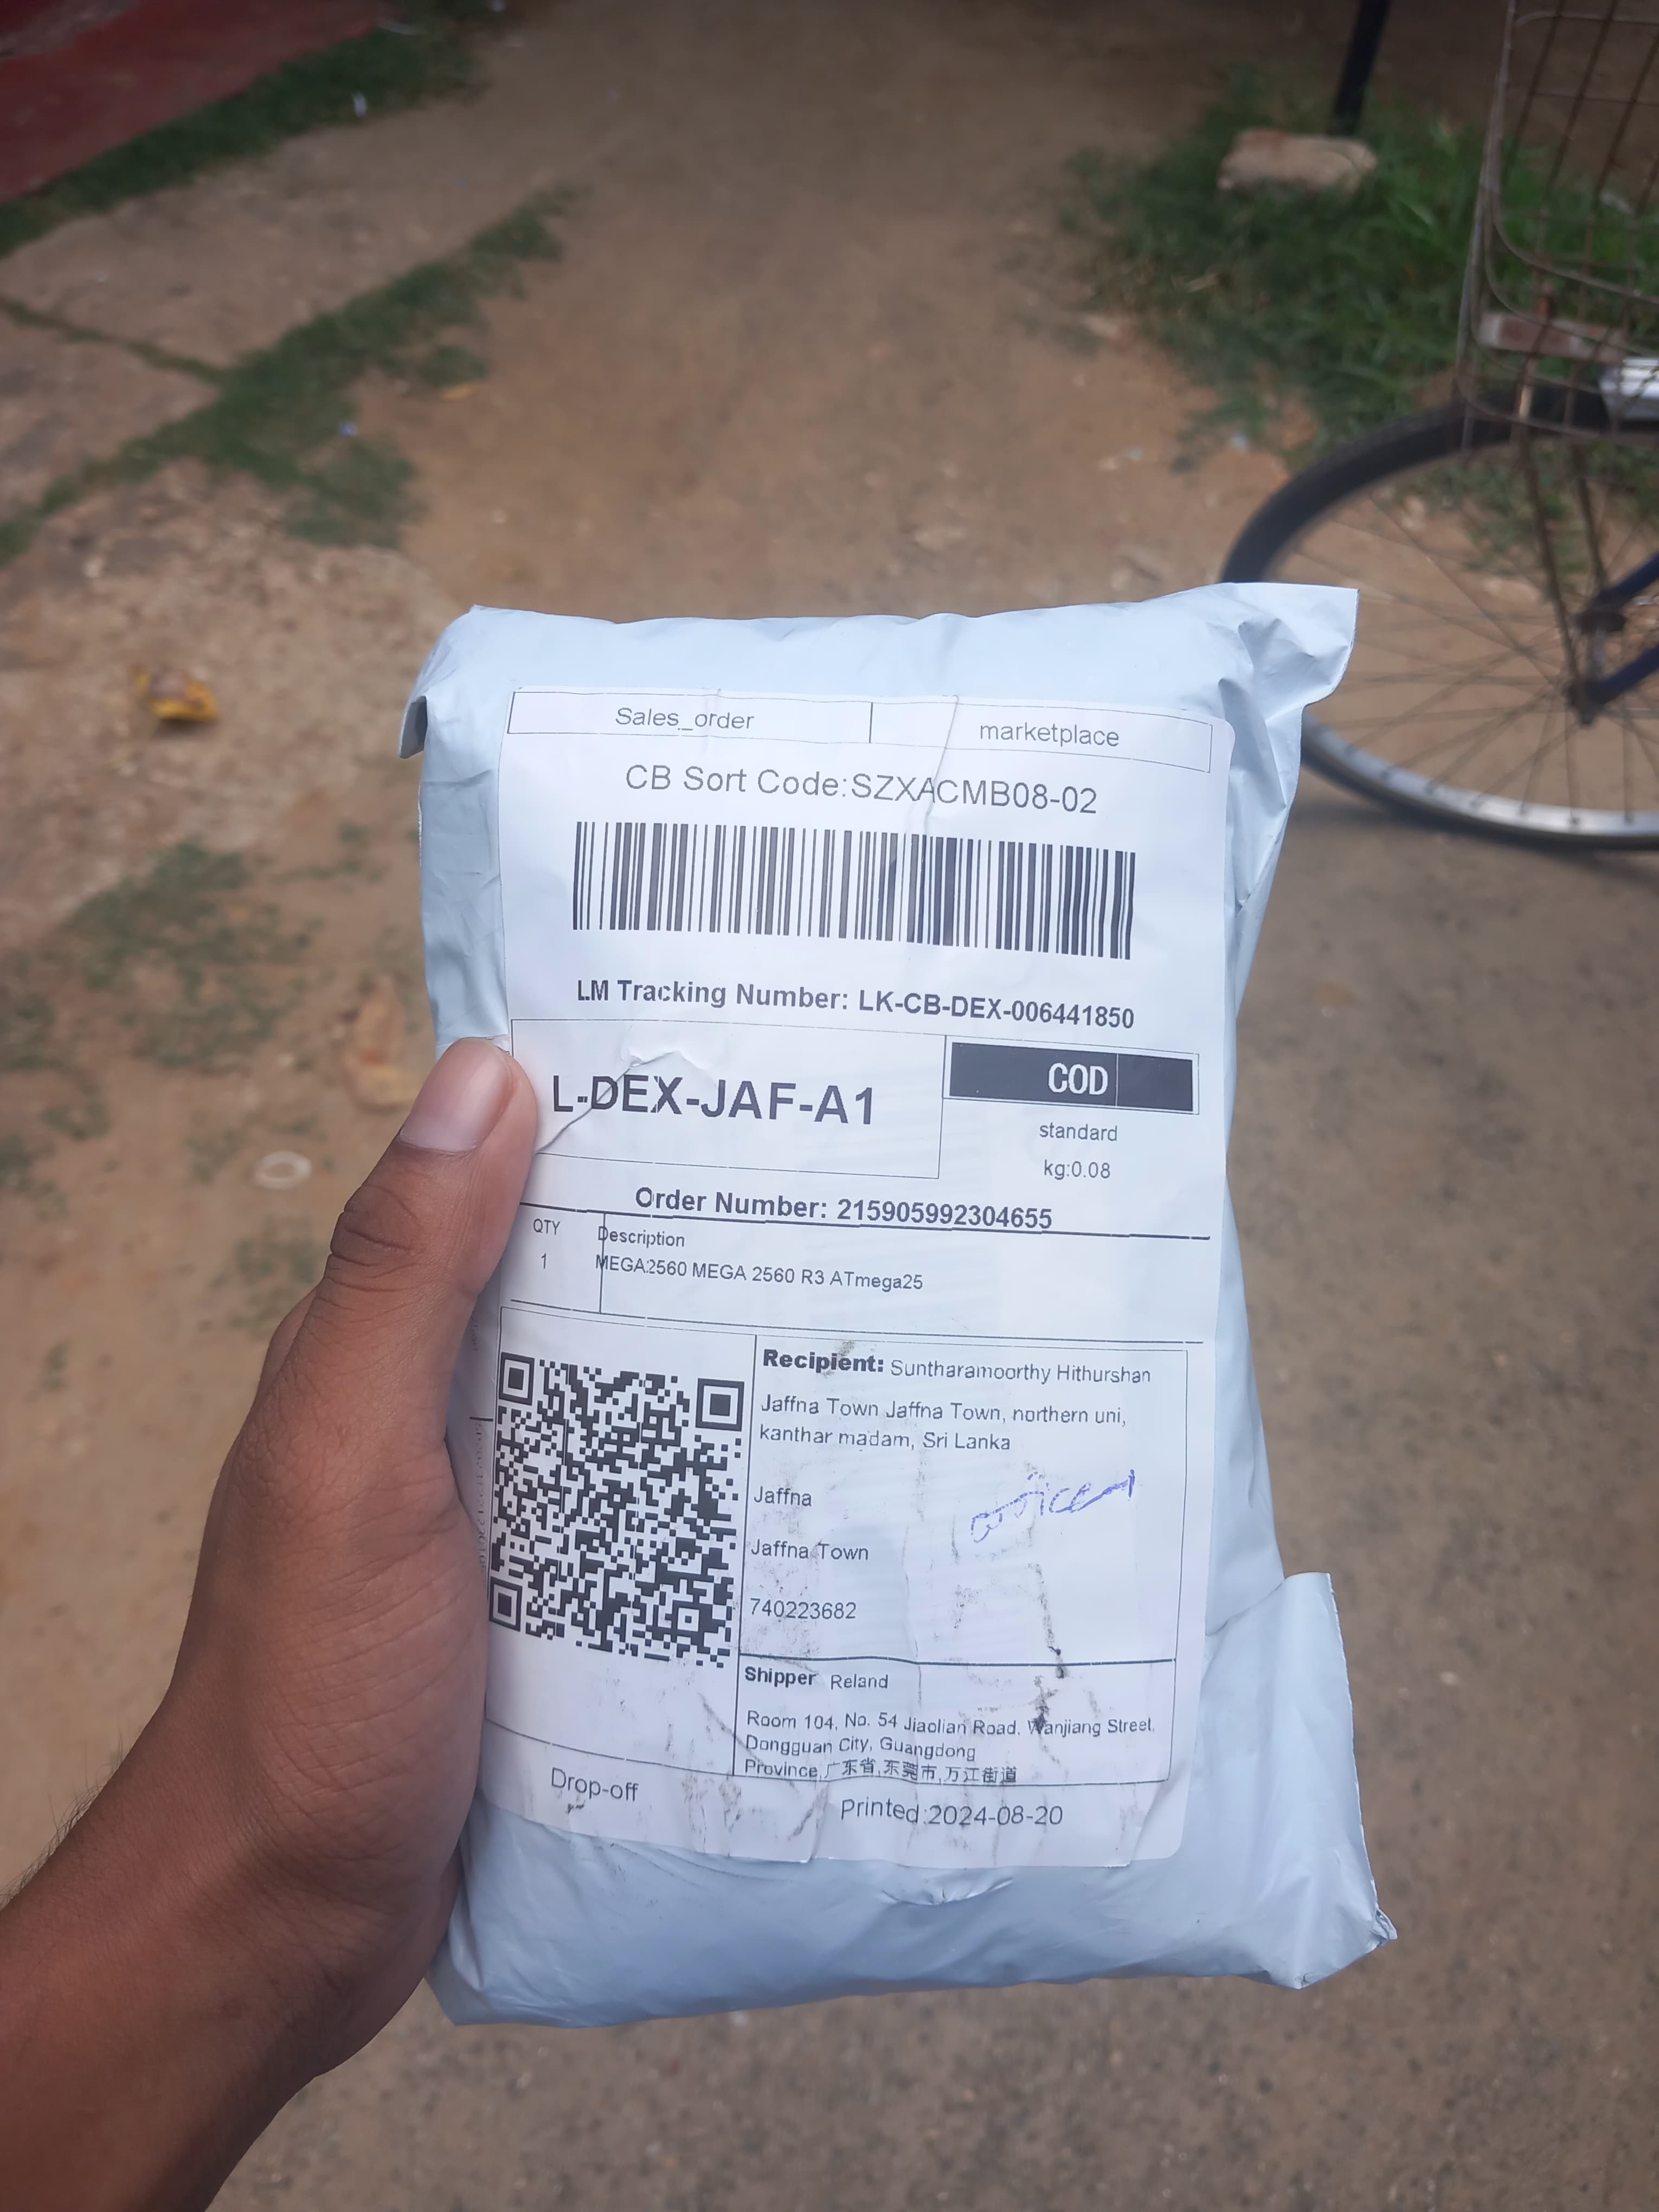 Sales_order marketplace
CB Sort Code:SZXACMB08-02
LM Tracking Number: LK-CB-DEX-006441850
L-DEX-JAF-A1
COD
standard
kg:0.08
Order Number: 215905992304655
QTY Description
1 MEGA2560 MEGA 2560 R3 ATmega25
Recipient: Suntharamoorthy Hithurshan
Jaffna Town Jaffna Town, northern uni,
kanthar madam, Sri Lanka
Jaffna
Jaffna Town
740223682
Shipper Reland
Room 104, No. 54 Jiaolian Road, Wanjiang Street,
Dongguan City, Guangdong
Province,广东省,东莞市,万江街道
Drop-off
Printed:2024-08-20